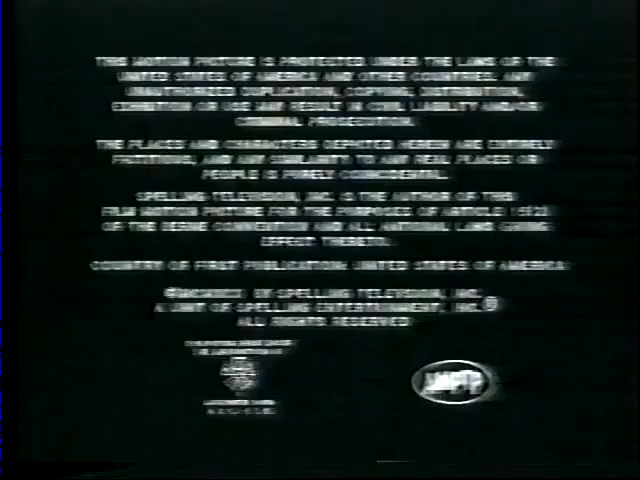 THIS MOTION PICTURE IS PROTECTED UNDER THE LAWS OF THE
UNITED STATES OF AMERICA AND OTHER COUNTRIES. ANY
UNAUTHORIZED DUPLICATION, COPYING, DISTRIBUTION,
EXHIBITION OR USE MAY RESULT IN CIVIL LIABILITY AND/OR
CRIMINAL PROSECUTION.
THE PLACES AND CHARACTERS DEPICTED HEREIN ARE ENTIRELY
FICTITIONAL, AND ANY SIMILARITY TO ANY REAL PLACES OR
PEOPLE IS PURELY COINCIDENTAL.
SPELLING TELEVISION, INC. IS THE AUTHOR OF THIS
FILM/MOTION PICTURE FOR THE PURPOSES OF ARTICLE 15(2)
OF THE BERNE CONVENTION AND ALL NATIONAL LAWS GIVING
EFFECT THERETO.
COUNTRY OF FIRST PUBLICATION: UNITED STATES OF AMERICA
BY SPELLING TELEVISION, INC.
A UNIT OF SPELLING ENTERTAINMENT, INC.®
ALL RIGHTS RESERVED
AMPTP